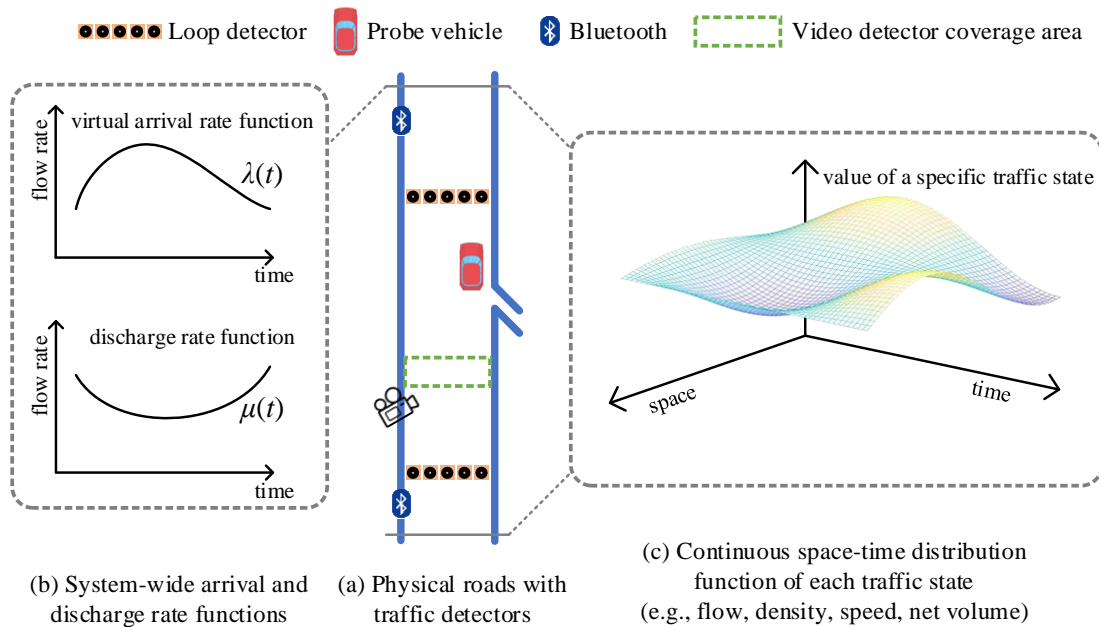 Loop detector
Probe vehicle
Bluetooth
Video detector coverage area
virtual arrival rate function
flow rate
λ(t)
time
discharge rate function
flow rate
μ(t)
time
value of a specific traffic state
space
time
(b) System-wide arrival and
discharge rate functions
(a) Physical roads with
traffic detectors
(c) Continuous space-time distribution
function of each traffic state
(e.g., flow, density, speed, net volume)